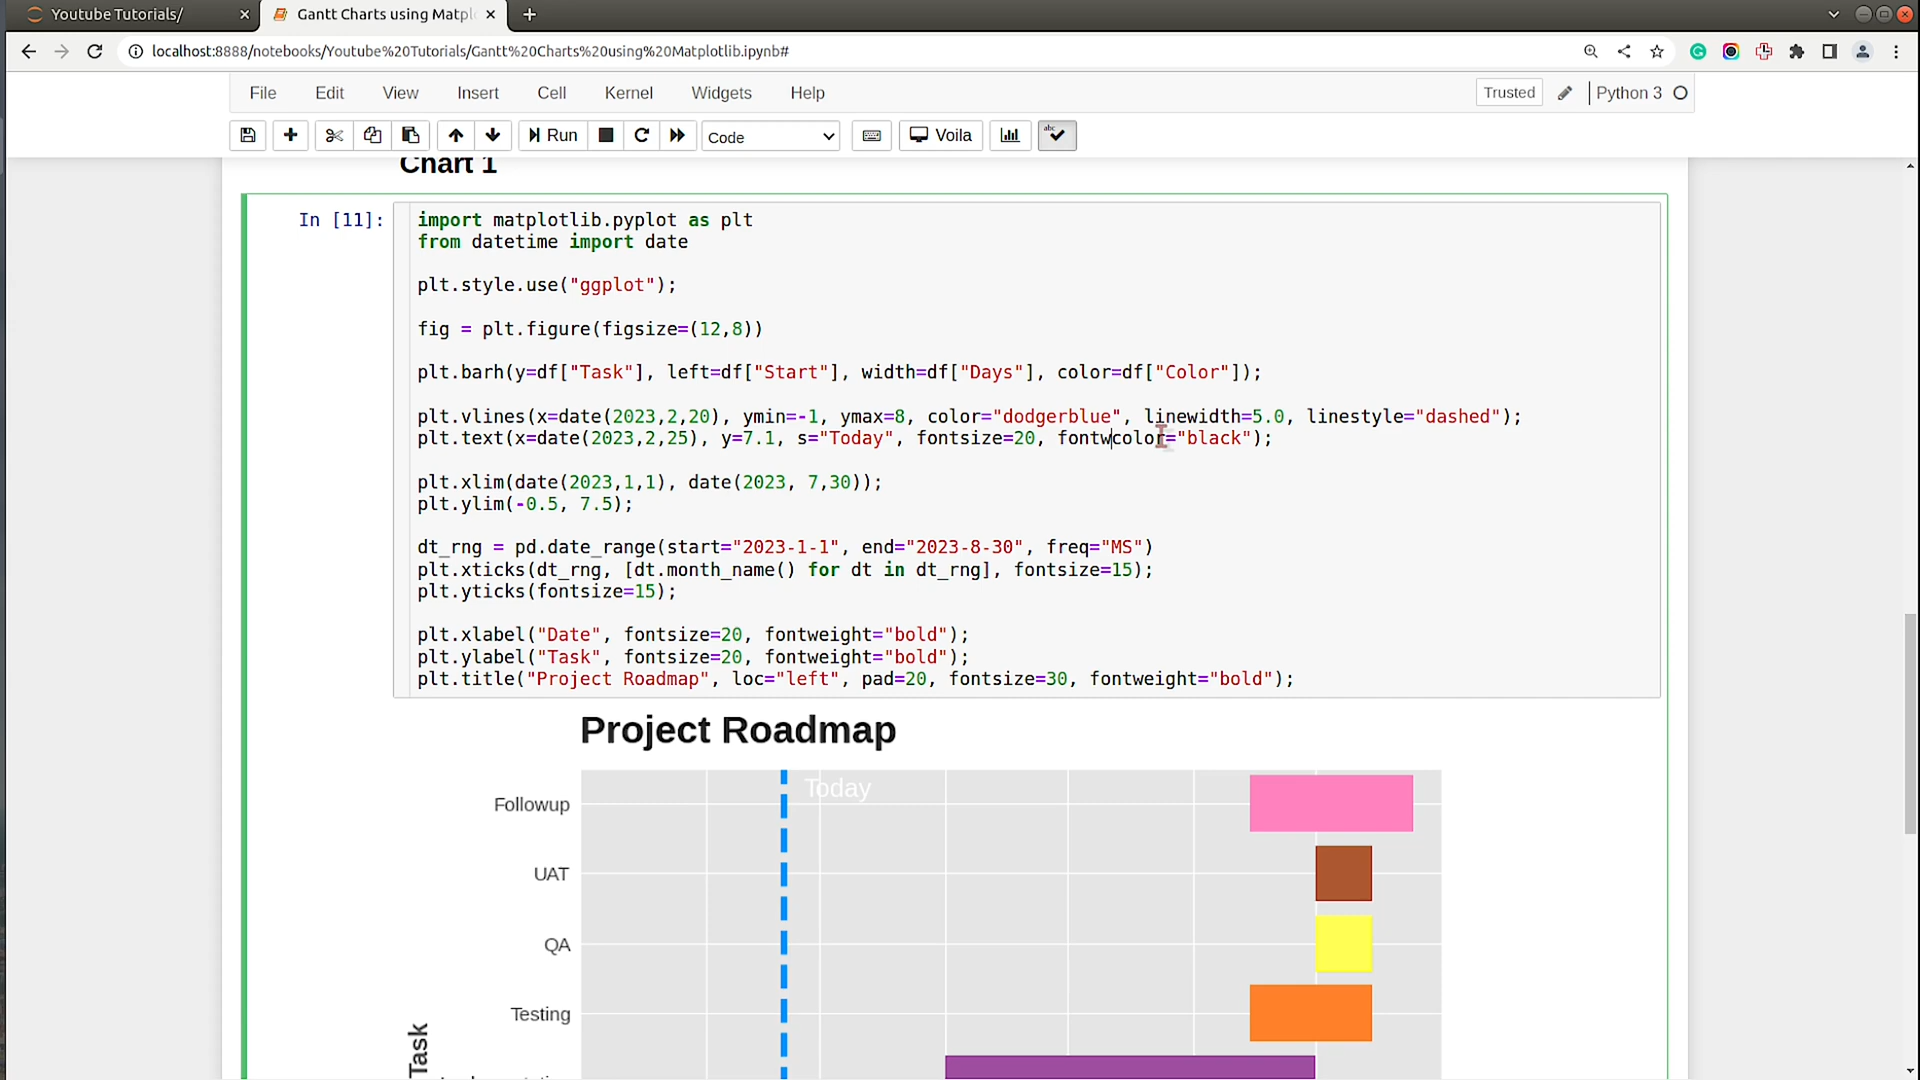 Youtube Tutorials/
Gantt Charts using Matpl
localhost:8888/notebooks/Youtube%20Tutorials/Gantt%20Charts%20using%20Matplotlib.ipynb#
File Edit View Insert Cell Kernel Widgets Help Trusted Python 3
Run Code Voila abc
Chart 1
In [11]:
import matplotlib.pyplot as plt
from datetime import date
plt.style.use("ggplot");
fig = plt.figure(figsize=(12,8))
plt.barh(y=df["Task"], left=df["Start"], width=df["Days"], color=df["Color"]);
plt.vlines(x=date(2023,2,20), ymin=-1, ymax=8, color="dodgerblue", linewidth=5.0, linestyle="dashed");
plt.text(x=date(2023,2,25), y=7.1, s="Today", fontsize=20, fontwcolor="black");
plt.xlim(date(2023,1,1), date(2023, 7,30));
plt.ylim(-0.5, 7.5);
dt_rng = pd.date_range(start="2023-1-1", end="2023-8-30", freq="MS")
plt.xticks(dt_rng, [dt.month_name() for dt in dt_rng], fontsize=15);
plt.yticks(fontsize=15);
plt.xlabel("Date", fontsize=20, fontweight="bold");
plt.ylabel("Task", fontsize=20, fontweight="bold");
plt.title("Project Roadmap", loc="left", pad=20, fontsize=30, fontweight="bold");
Project Roadmap
Today
Followup
UAT
QA
Testing
Task